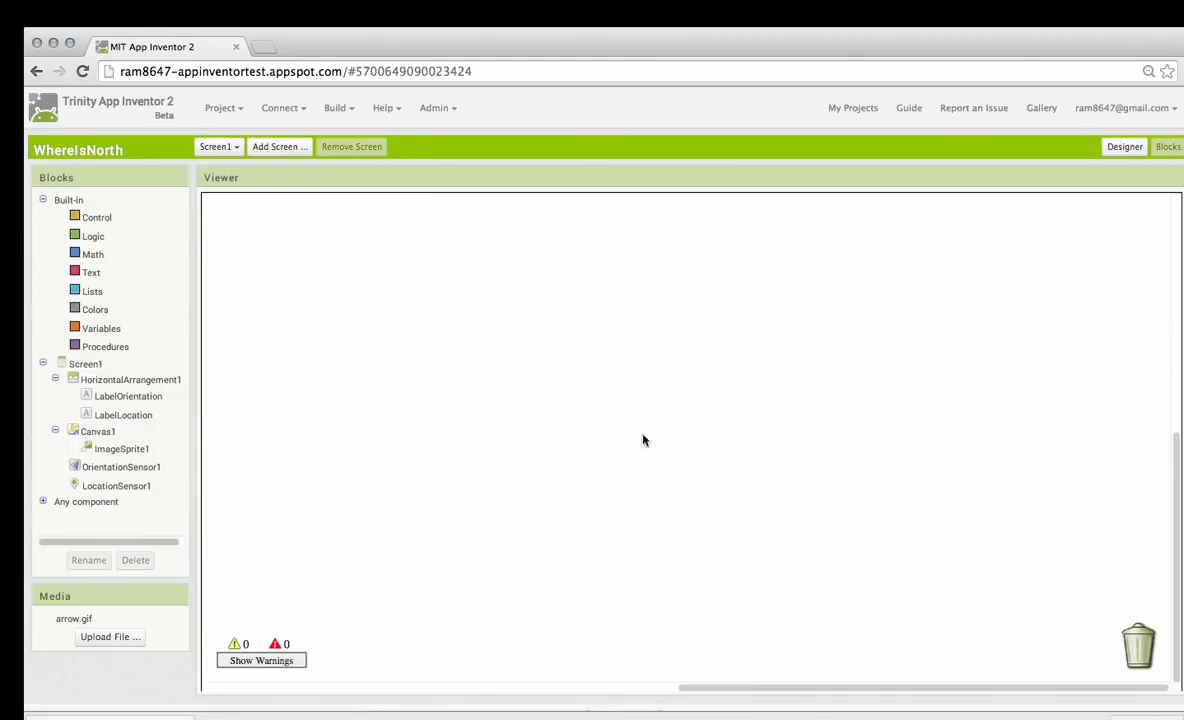 MIT App Inventor 2
ram8647-appinventortest.appspot.com/#5700649090023424
Trinity App Inventor 2
Beta
Project Connect Build Help Admin My Projects Guide Report an Issue Gallery ram8647@gmail.com
WhereIsNorth Screen1 Add Screen ... Remove Screen Designer Blocks
Blocks
Viewer
Built-in
Control
Logic
Math
Text
Lists
Colors
Variables
Procedures
Screen1
HorizontalArrangement1
LabelOrientation
LabelLocation
Canvas1
ImageSprite1
OrientationSensor1
LocationSensor1
Any component
Rename Delete
Media
arrow.gif
Upload File ...
0 0
Show Warnings